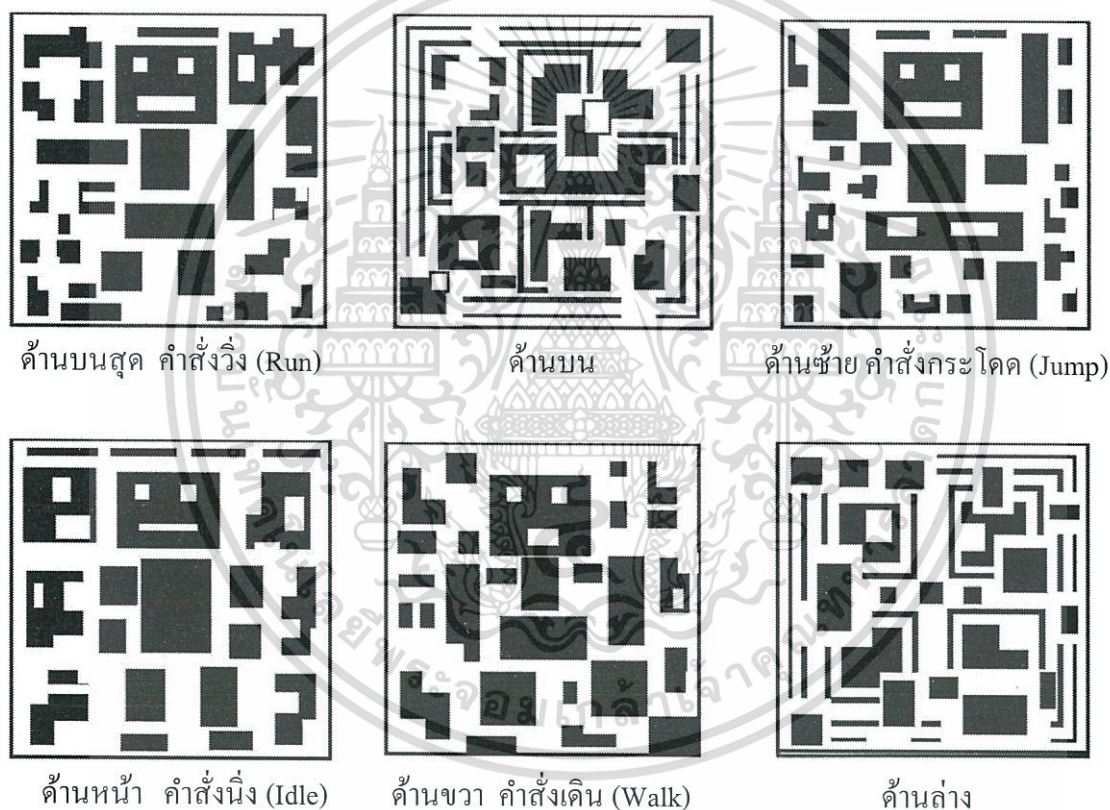 ด้านบนสุด คำสั่งวิ่ง (Run)
ด้านบน
ด้านซ้าย คำสั่งกระโดด (Jump)
ด้านหน้า คำสั่งนิ่ง (Idle)
ด้านขวา คำสั่งเดิน (Walk)
ด้านล่าง